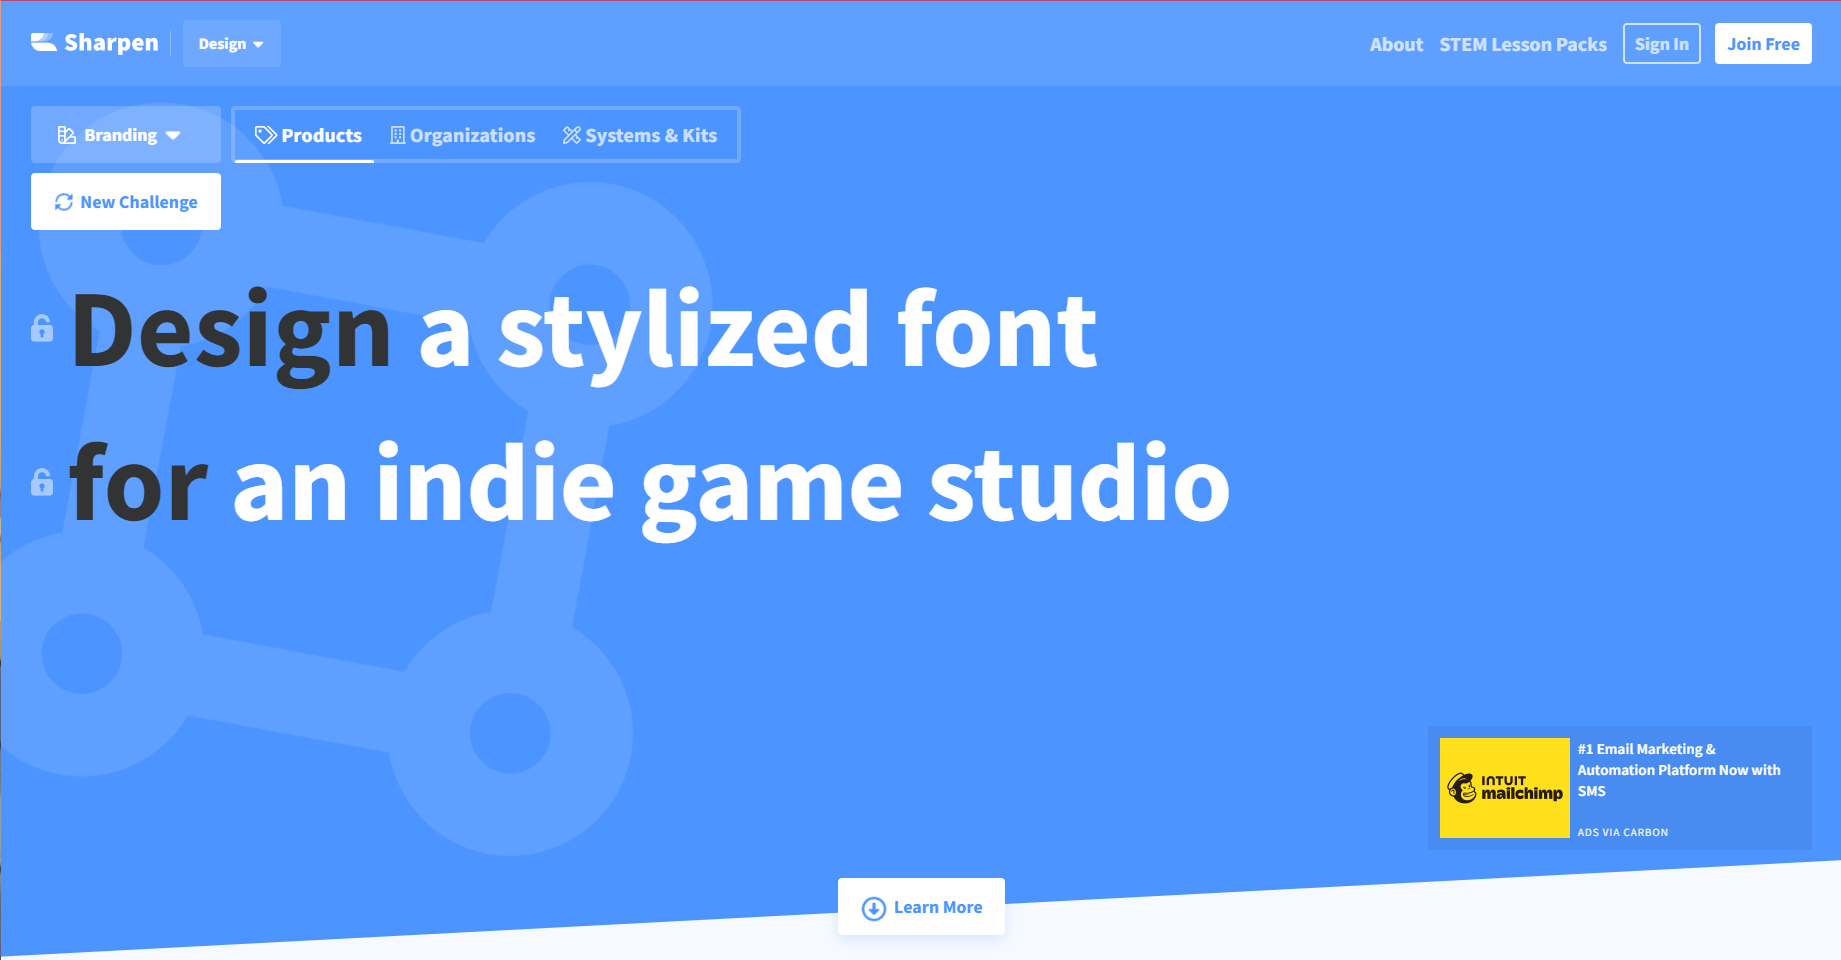 Sharpen
Design
About
STEM Lesson Packs
Sign In
Join Free
Branding
Products
Organizations
Systems & Kits
New Challenge
Design a stylized font
for an indie game studio
INTUIT
mailchimp
#1 Email Marketing &
Automation Platform Now with
SMS
ADS VIA CARBON
Learn More